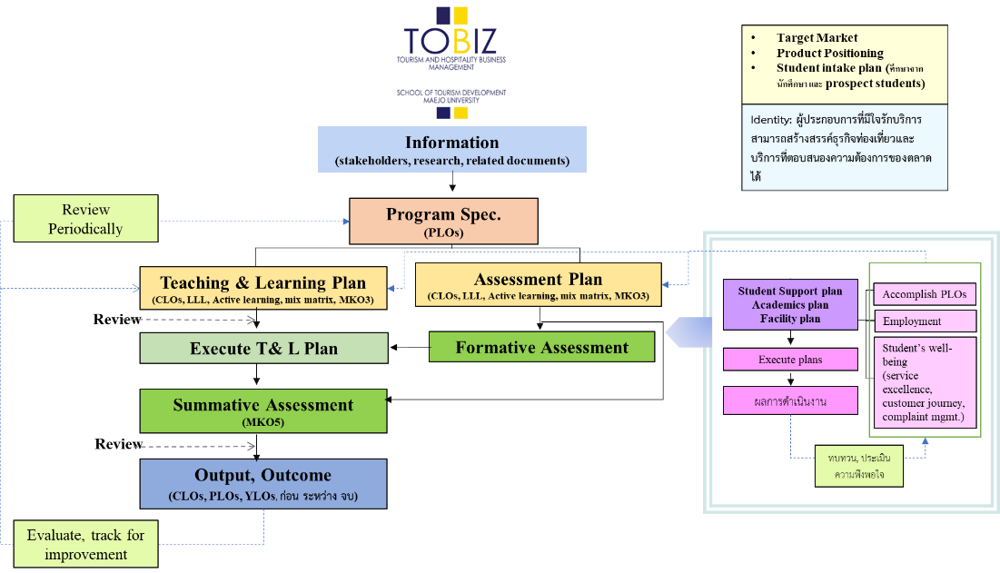 TOBIZ
TOURISM AND HOSPITALITY BUSINESS
MANAGEMENT
SCHOOL OF TOURISM DEVELOPMENT
MAEJO UNIVERSITY
• Target Market
• Product Positioning
• Student intake plan (ศึกษาจาก
นักศึกษา และ prospect students)
Identity: ผู้ประกอบการที่มีใจรักบริการ
สามารถสร้างสรรค์ธุรกิจท่องเที่ยวและ
บริการที่ตอบสนองความต้องการของตลาด
ได้
Information
(stakeholders, research, related documents)
Review
Periodically
Program Spec.
(PLOs)
Teaching & Learning Plan
(CLOs, LLL, Active learning, mix matrix, MKO3)
Assessment Plan
(CLOs, LLL, Active learning, mix matrix, MKO3)
Review
Execute T& L Plan
Formative Assessment
Summative Assessment
(MKO5)
Review
Output, Outcome
(CLOs, PLOs, YLOs, ก่อน ระหว่าง จบ)
Evaluate, track for
improvement
Student Support plan
Academics plan
Facility plan
Execute plans
ผลการดำเนินงาน
Accomplish PLOs
Employment
Student's well-
being
(service
excellence,
customer journey,
complaint mgmt.)
ทบทวน, ประเมิน
ความพึงพอใจ